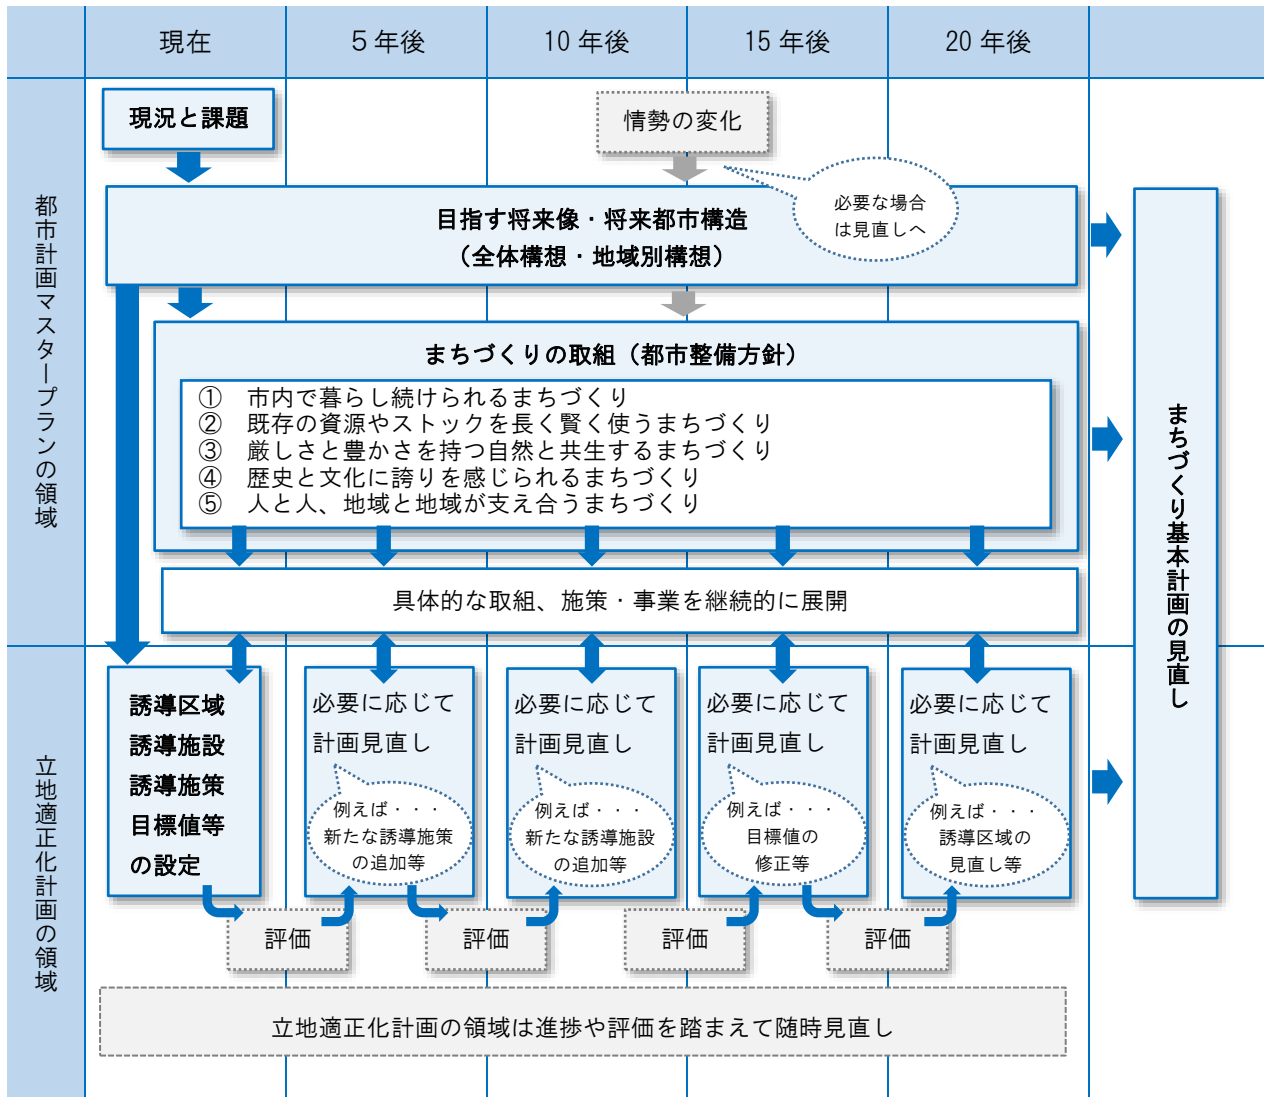 現在
５年後
10 年後
15 年後
20 年後
都市計画マスタープランの領域
現況と課題
情勢の変化
必要な場合
は見直しへ
目指す将来像・将来都市構造
（全体構想・地域別構想）
まちづくりの取組（都市整備方針）
① 市内で暮らし続けられるまちづくり
② 既存の資源やストックを長く賢く使うまちづくり
③ 厳しさと豊かさを持つ自然と共生するまちづくり
④ 歴史と文化に誇りを感じられるまちづくり
⑤ 人と人、地域と地域が支え合うまちづくり
具体的な取組、施策・事業を継続的に展開
まちづくり基本計画の見直し
立地適正化計画の領域
誘導区域
誘導施設
誘導施策
目標値等
の設定
必要に応じて
計画見直し
例えば・・・
新たな誘導施策
の追加等
必要に応じて
計画見直し
例えば・・・
新たな誘導施設
の追加等
必要に応じて
計画見直し
例えば・・・
目標値の
修正等
必要に応じて
計画見直し
例えば・・・
誘導区域の
見直し等
評価
評価
評価
評価
立地適正化計画の領域は進捗や評価を踏まえて随時見直し